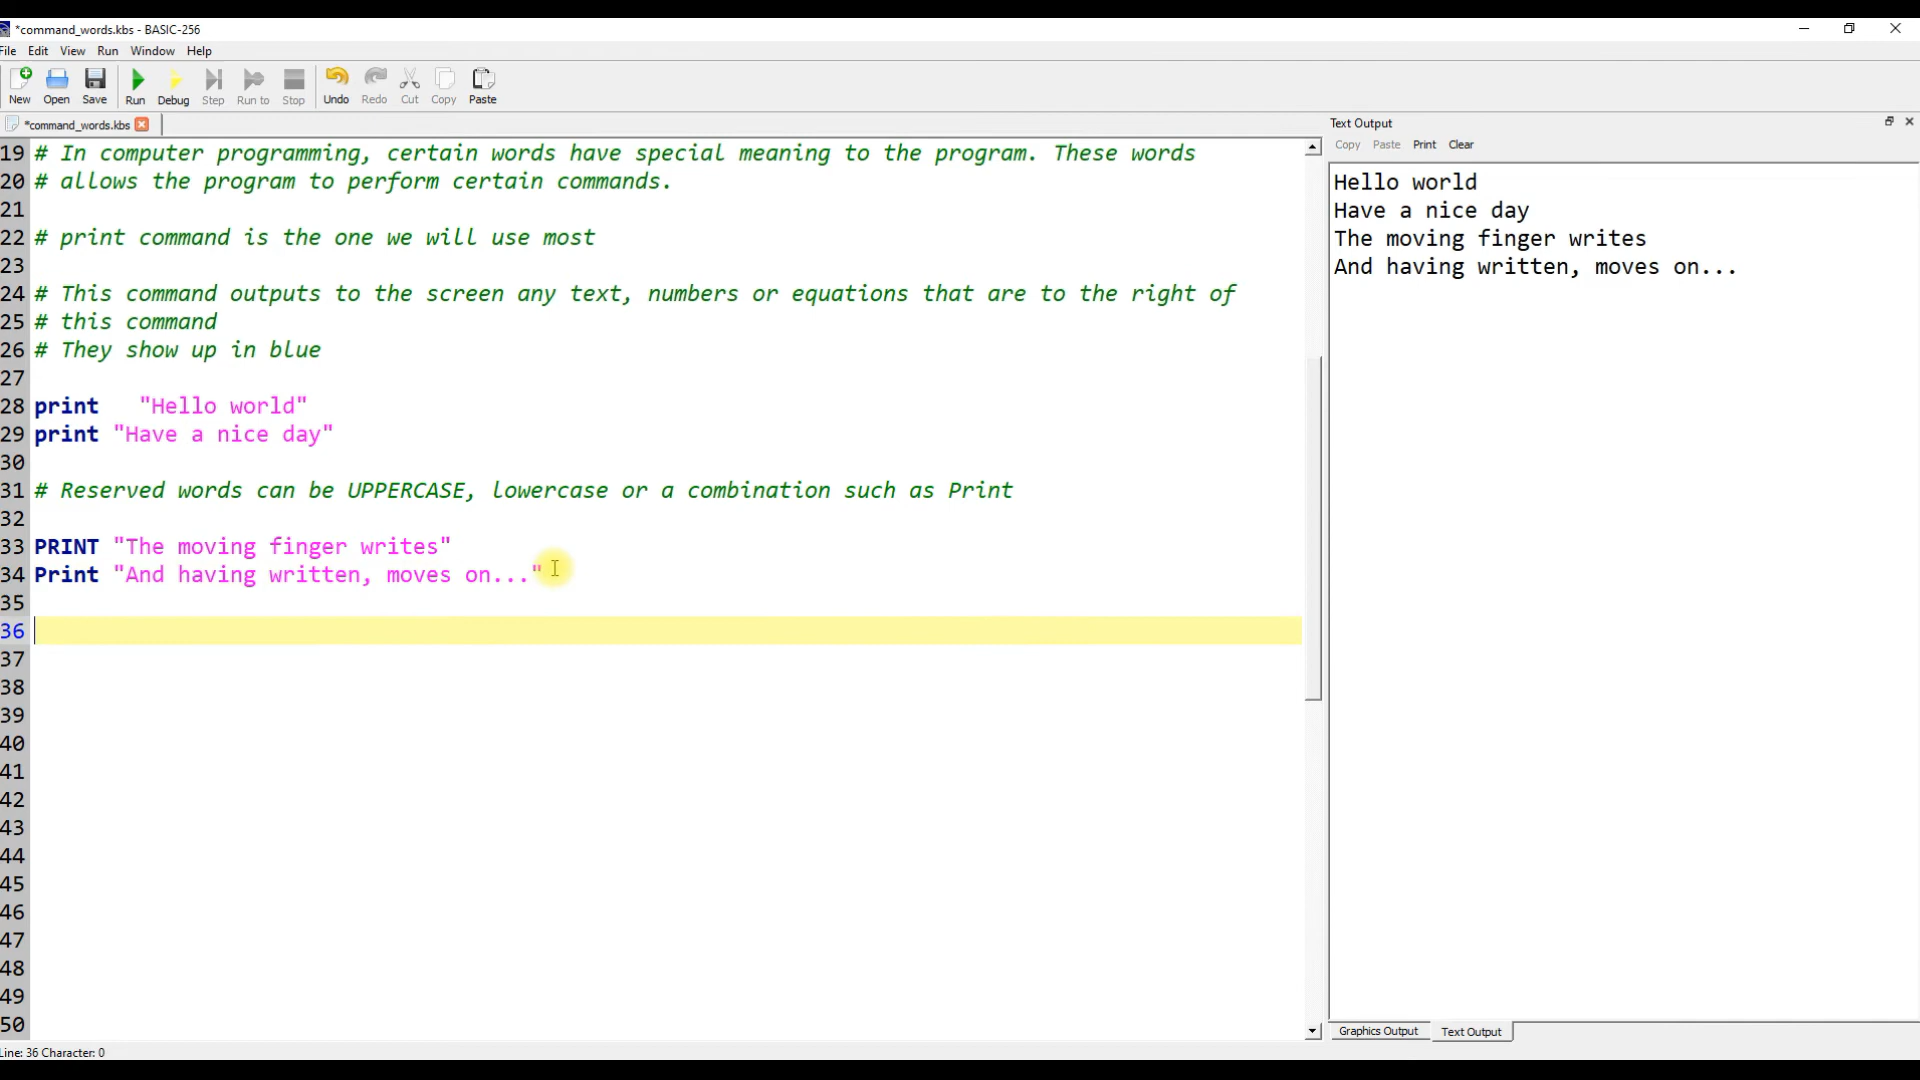 *command_words.kbs - BASIC-256
File Edit View Run Window Help
New Open Save Run Debug Step Run to Stop Undo Redo Cut Copy Paste
*command_words.kbs
Text Output
Copy Paste Print Clear
19 # In computer programming, certain words have special meaning to the program. These words
20 # allows the program to perform certain commands.
21
22 # print command is the one we will use most
23
24 # This command outputs to the screen any text, numbers or equations that are to the right of
25 # this command
26 # They show up in blue
27
28 print   "Hello world"
29 print "Have a nice day"
30
31 # Reserved words can be UPPERCASE, lowercase or a combination such as Print
32
33 PRINT "The moving finger writes"
34 Print "And having written, moves on..."
35
36
37
38
39
40
41
42
43
44
45
46
47
48
49
50
Hello world
Have a nice day
The moving finger writes
And having written, moves on...
Graphics Output Text Output
Line: 36 Character: 0